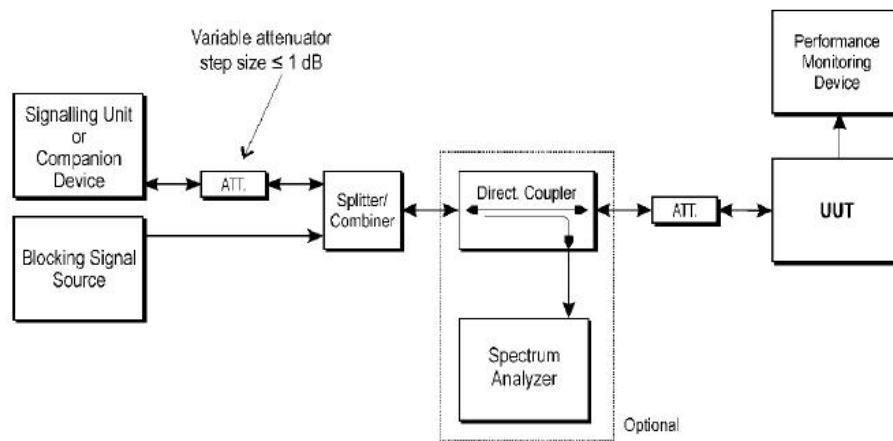 Variable attenuator
step size ≤ 1 dB
Performance
Monitoring
Device
Signalling Unit
or
Companion
Device
ATT.
Splitter/
Combiner
Direct. Coupler
ATT.
UUT
Blocking Signal
Source
Spectrum
Analyzer
Optional